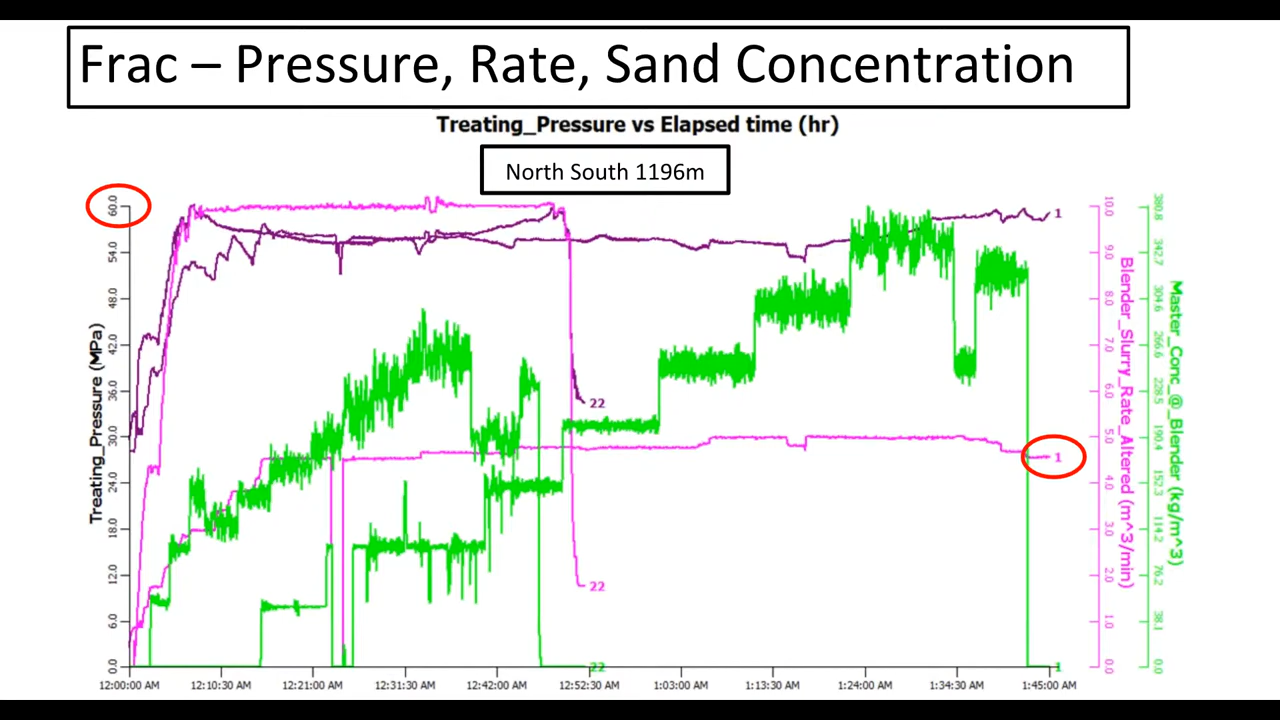 Frac – Pressure, Rate, Sand Concentration
Treating_Pressure vs Elapsed time (hr)
North South 1196m
60.0
54.0
48.0
42.0
36.0
30.0
24.0
18.0
12.0
6.0
0.0
Treating_Pressure (MPa)
1
22
1
22
22
1
10.0
9.0
8.0
7.0
6.0
5.0
4.0
3.0
2.0
1.0
0.0
Blender_Slurry_Rate_Altered (m^3/min)
380.8
342.7
304.6
266.6
228.5
190.4
152.3
114.2
76.2
38.1
0.0
Master_Conc_@_Blender (kg/m^3)
12:00:00 AM
12:10:30 AM
12:21:00 AM
12:31:30 AM
12:42:00 AM
12:52:30 AM
1:03:00 AM
1:13:30 AM
1:24:00 AM
1:34:30 AM
1:45:00 AM